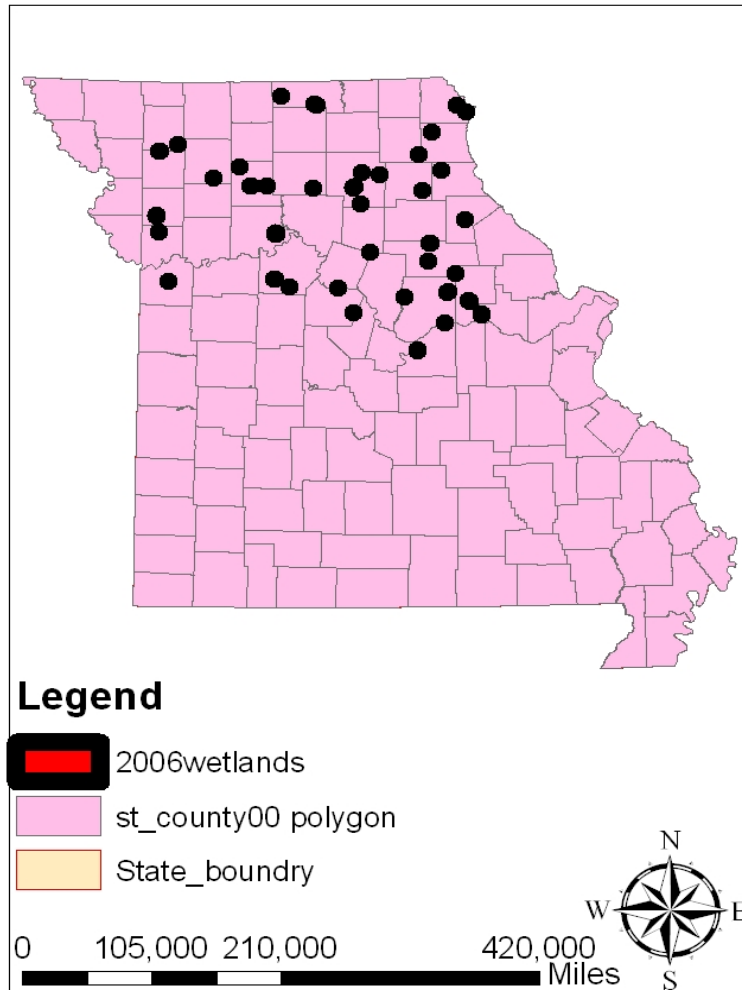 Legend
2006wetlands
st_county00 polygon
State_boundry
N
W E
S
0 105,000 210,000 420,000
Miles